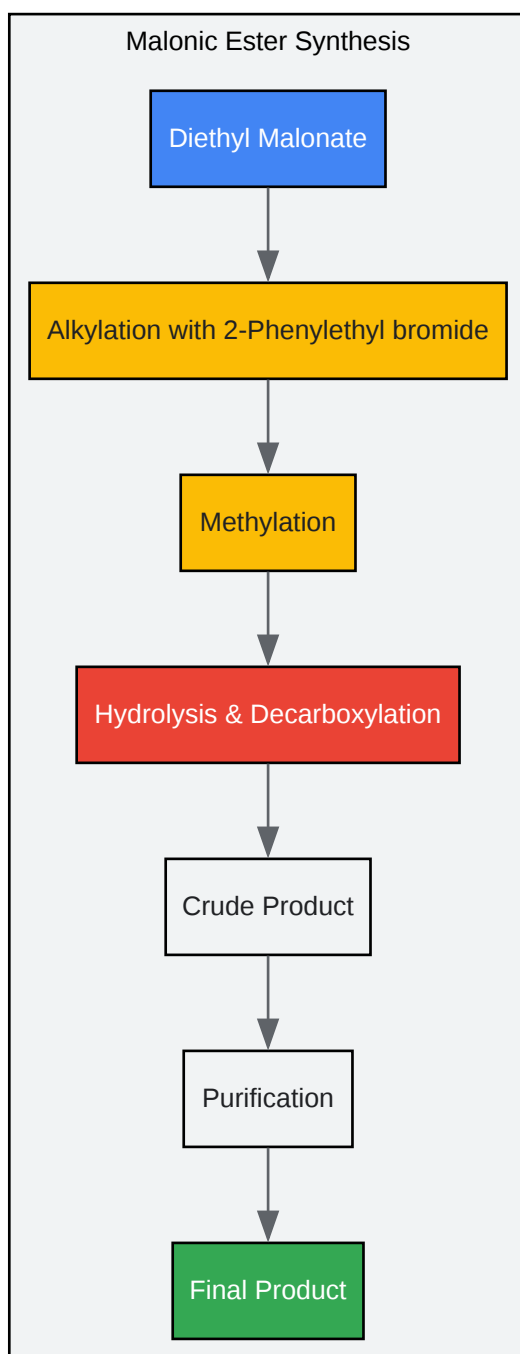 Malonic Ester Synthesis
Diethyl Malonate
Alkylation with 2-Phenylethyl bromide
Methylation
Hydrolysis & Decarboxylation
Crude Product
Purification
Final Product